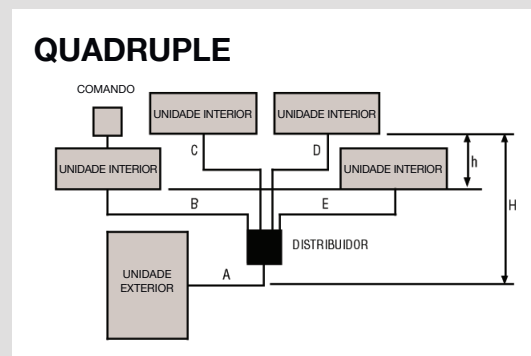 QUADRUPLE
COMANDO
UNIDADE INTERIOR
UNIDADE INTERIOR
C
D
UNIDADE INTERIOR
UNIDADE INTERIOR
h
B
E
H
DISTRIBUIDOR
UNIDADE
EXTERIOR
A